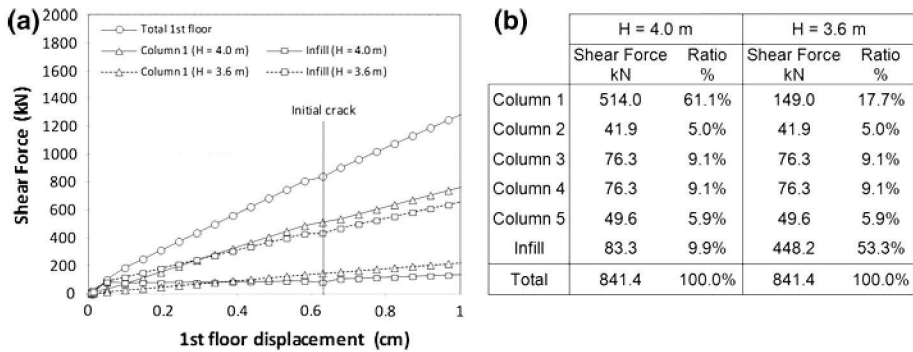 (a)
2000
1800
1600
1400
1200
1000
800
600
400
200
0
Shear Force (kN)
Total 1st floor
Column 1 (H = 4.0 m) Infill (H = 4.0 m)
Column 1 (H = 3.6 m) Infill (H = 3.6 m)
Initial crack
0 0.2 0.4 0.6 0.8 1
1st floor displacement (cm)
(b)
H = 4.0 m H = 3.6 m
Shear Force Ratio Shear Force Ratio
kN % kN %
Column 1 514.0 61.1% 149.0 17.7%
Column 2 41.9 5.0% 41.9 5.0%
Column 3 76.3 9.1% 76.3 9.1%
Column 4 76.3 9.1% 76.3 9.1%
Column 5 49.6 5.9% 49.6 5.9%
Infill 83.3 9.9% 448.2 53.3%
Total 841.4 100.0% 841.4 100.0%